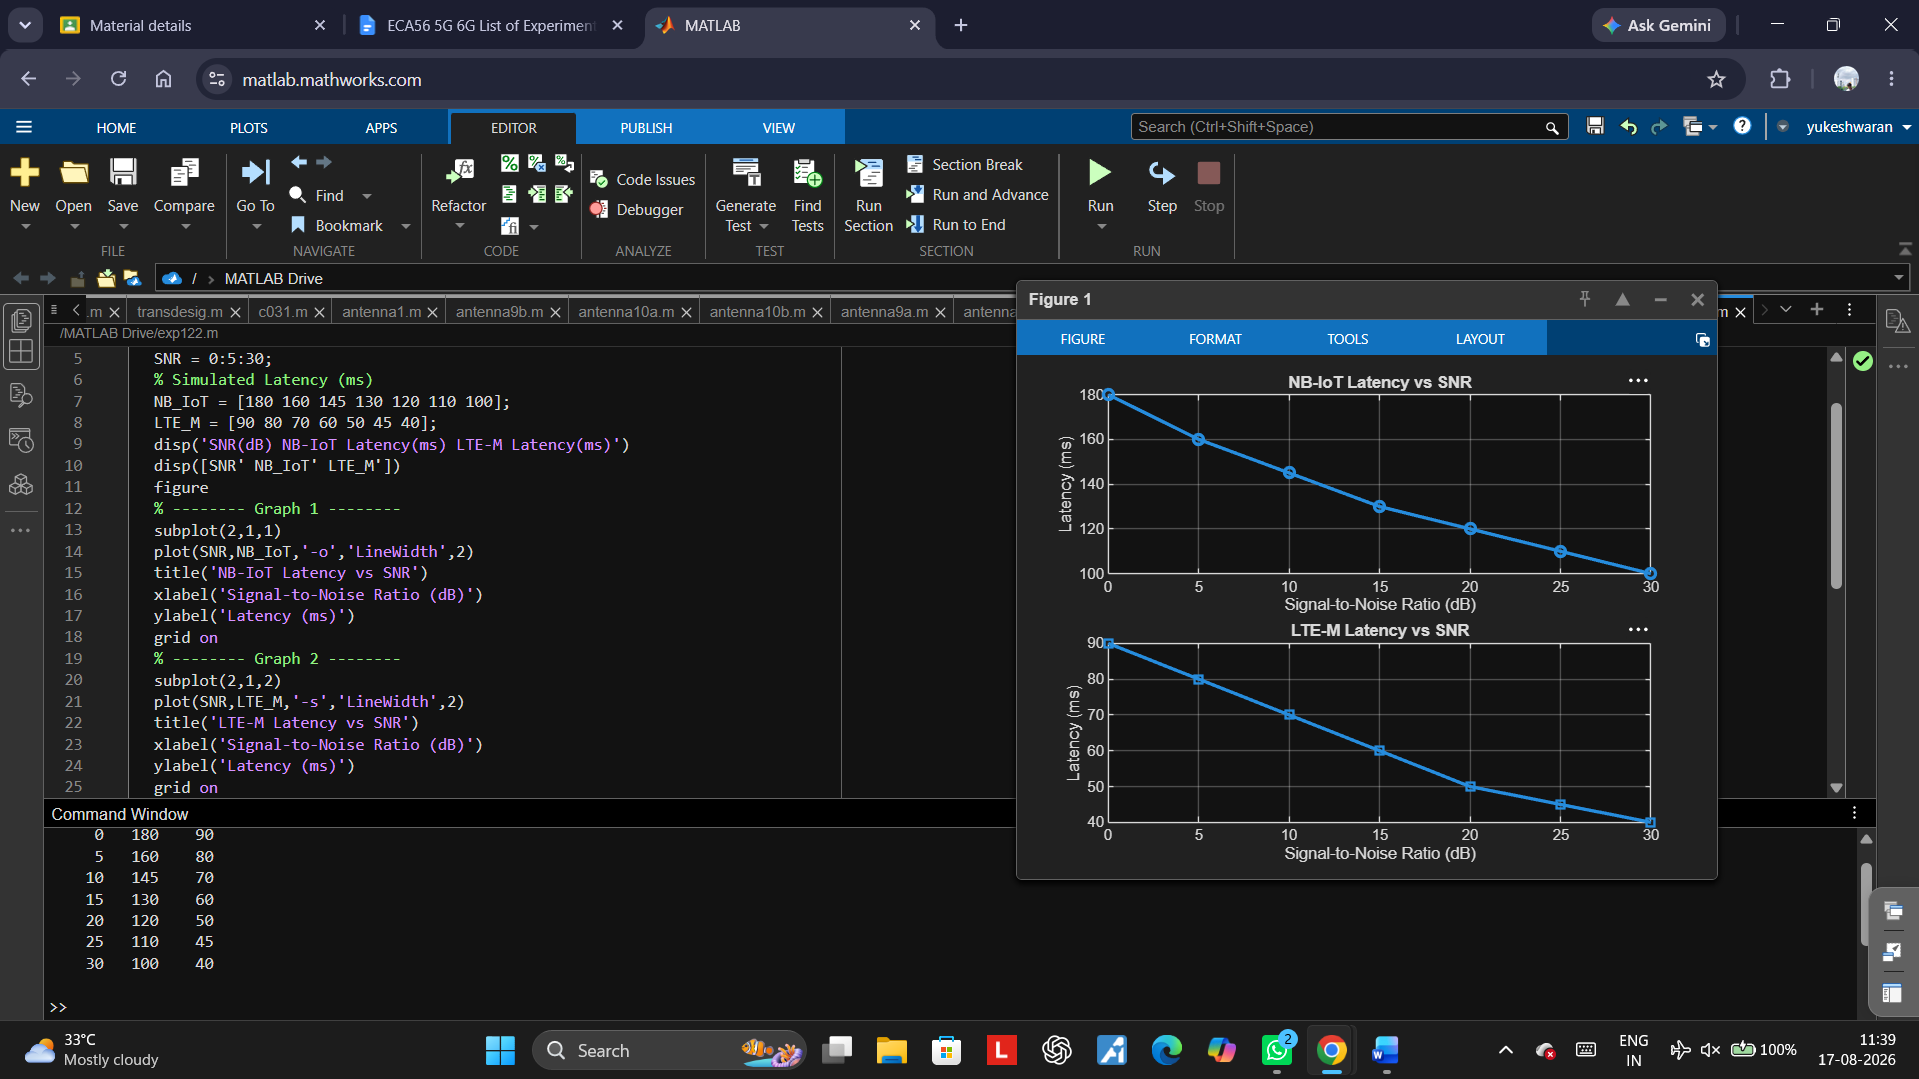 Material details
ECA56 5G 6G List of Experiment
MATLAB
Ask Gemini
matlab.mathworks.com
HOME
PLOTS
APPS
EDITOR
PUBLISH
VIEW
Search (Ctrl+Shift+Space)
yukeshwaran
New
Open
Save
Compare
FILE
Go To
Find
Bookmark
NAVIGATE
Refactor
CODE
Code Issues
Debugger
ANALYZE
Generate Test
Find Tests
TEST
Run Section
Section Break
Run and Advance
Run to End
SECTION
Run
Step
Stop
RUN
/ › MATLAB Drive
.m
transdesig.m
c031.m
antenna1.m
antenna9b.m
antenna10a.m
antenna10b.m
antenna9a.m
antenna
m
/MATLAB Drive/exp122.m
5 SNR = 0:5:30;
6 % Simulated Latency (ms)
7 NB_IoT = [180 160 145 130 120 110 100];
8 LTE_M = [90 80 70 60 50 45 40];
9 disp('SNR(dB) NB-IoT Latency(ms) LTE-M Latency(ms)')
10 disp([SNR' NB_IoT' LTE_M'])
11 figure
12 % -------- Graph 1 --------
13 subplot(2,1,1)
14 plot(SNR,NB_IoT,'-o','LineWidth',2)
15 title('NB-IoT Latency vs SNR')
16 xlabel('Signal-to-Noise Ratio (dB)')
17 ylabel('Latency (ms)')
18 grid on
19 % -------- Graph 2 --------
20 subplot(2,1,2)
21 plot(SNR,LTE_M,'-s','LineWidth',2)
22 title('LTE-M Latency vs SNR')
23 xlabel('Signal-to-Noise Ratio (dB)')
24 ylabel('Latency (ms)')
25 grid on
Command Window
0 180 90
5 160 80
10 145 70
15 130 60
20 120 50
25 110 45
30 100 40
>>
Figure 1
FIGURE
FORMAT
TOOLS
LAYOUT
NB-IoT Latency vs SNR
Latency (ms)
180
160
140
120
100
0 5 10 15 20 25 30
Signal-to-Noise Ratio (dB)
LTE-M Latency vs SNR
Latency (ms)
90
80
70
60
50
40
0 5 10 15 20 25 30
Signal-to-Noise Ratio (dB)
33°C
Mostly cloudy
Search
2
ENG
IN
100%
11:39
17-08-2026